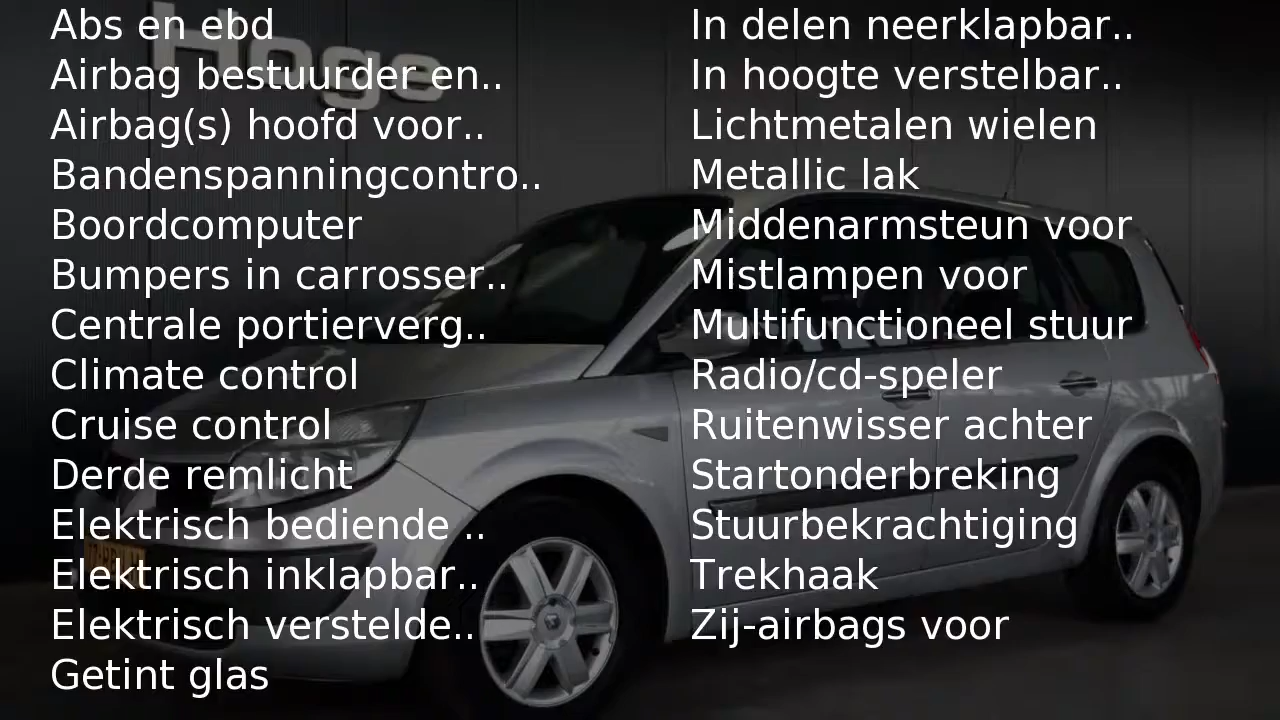 Abs en ebd
Airbag bestuurder en..
Airbag(s) hoofd voor..
Bandenspanningcontro..
Boordcomputer
Bumpers in carrosser..
Centrale portierverg..
Climate control
Cruise control
Derde remlicht
Elektrisch bediende ..
Elektrisch inklapbar..
Elektrisch verstelde..
Getint glas
In delen neerklapbar..
In hoogte verstelbar..
Lichtmetalen wielen
Metallic lak
Middenarmsteun voor
Mistlampen voor
Multifunctioneel stuur
Radio/cd-speler
Ruitenwisser achter
Startonderbreking
Stuurbekrachtiging
Trekhaak
Zij-airbags voor
Hoge